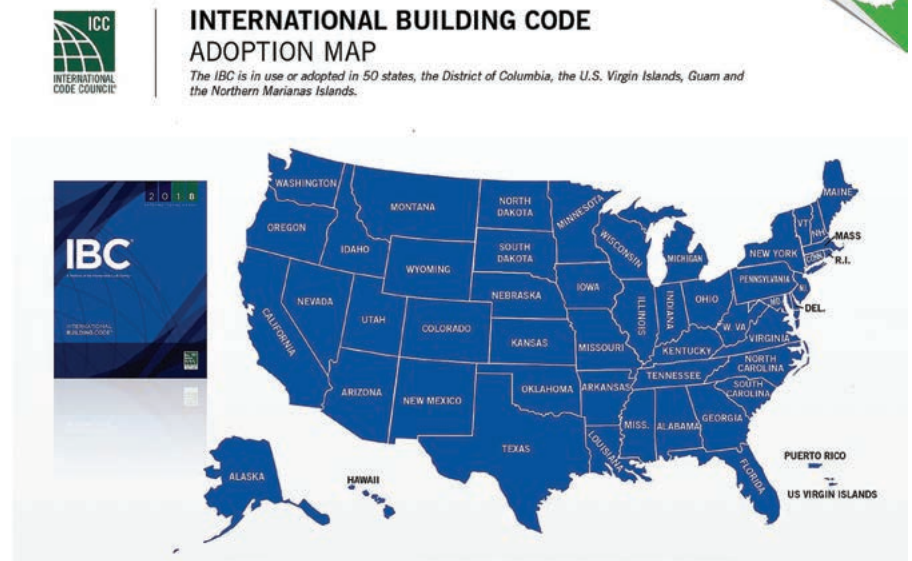 ICC
INTERNATIONAL
CODE COUNCIL®
INTERNATIONAL BUILDING CODE
ADOPTION MAP
The IBC is in use or adopted in 50 states, the District of Columbia, the U.S. Virgin Islands, Guam and
the Northern Marianas Islands.
2018
IBC
INTERNATIONAL
BUILDING CODE
WASHINGTON
OREGON
IDAHO
MONTANA
WYOMING
NORTH
DAKOTA
SOUTH
DAKOTA
NEBRASKA
MINNESOTA
WISCONSIN
MICHIGAN
IOWA
NEVADA
UTAH
COLORADO
KANSAS
CALIFORNIA
ARIZONA
NEW MEXICO
OKLAHOMA
TEXAS
MISSOURI
ARKANSAS
LOUISIANA
ILLINOIS
INDIANA
OHIO
KENTUCKY
TENNESSEE
MISS.
ALABAMA
GEORGIA
FLORIDA
SOUTH
CAROLINA
NORTH
CAROLINA
VIRGINIA
W. VA
PENNSYLVANIA
NEW YORK
MAINE
VT
NH
MASS
R.I.
CONN.
NJ
DEL.
MD.
ALASKA
HAWAII
PUERTO RICO
US VIRGIN ISLANDS